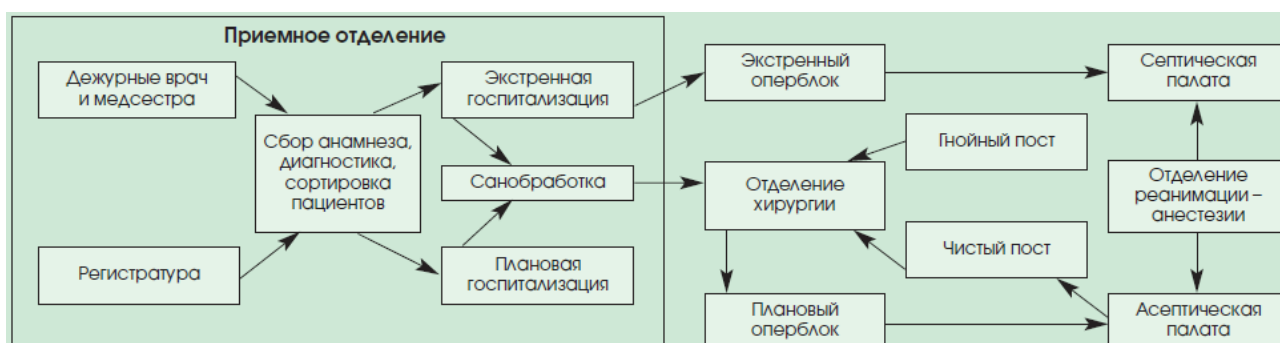 Приемное отделение
Дежурные врач
и медсестра
Регистратура
Сбор анамнеза,
диагностика,
сортировка
пациентов
Экстренная
госпитализация
Санобработка
Плановая
госпитализация
Экстренный
оперблок
Отделение
хирургии
Плановый
оперблок
Гнойный пост
Чистый пост
Септическая
палата
Отделение
реанимации –
анестезии
Асептическая
палата